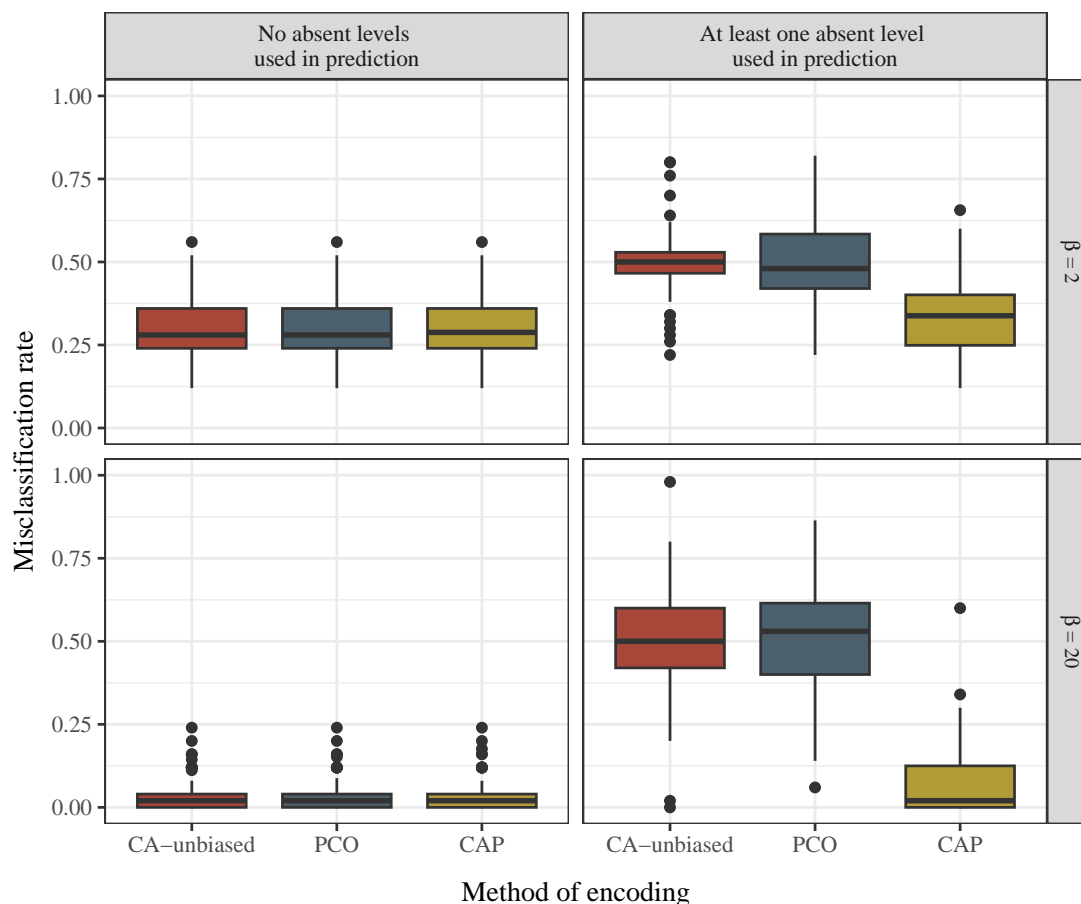 No absent levels
used in prediction
At least one absent level
used in prediction
Misclassification rate
1.00
0.75
0.50
0.25
0.00
β = 2
1.00
0.75
0.50
0.25
0.00
β = 20
CA−unbiased
PCO
CAP
CA−unbiased
PCO
CAP
Method of encoding